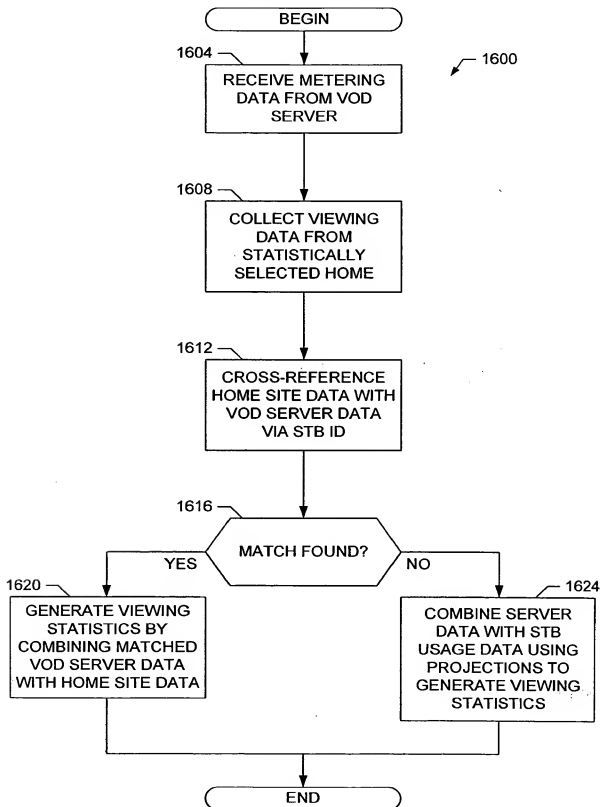 BEGIN
1604
1600
RECEIVE METERING
DATA FROM VOD
SERVER
1608
COLLECT VIEWING
DATA FROM
STATISTICALLY
SELECTED HOME
1612
CROSS-REFERENCE
HOME SITE DATA WITH
VOD SERVER DATA
VIA STB ID
1616
MATCH FOUND?
YES
NO
1620
GENERATE VIEWING
STATISTICS BY
COMBINING MATCHED
VOD SERVER DATA
WITH HOME SITE DATA
1624
COMBINE SERVER
DATA WITH STB
USAGE DATA USING
PROJECTIONS TO
GENERATE VIEWING
STATISTICS
END